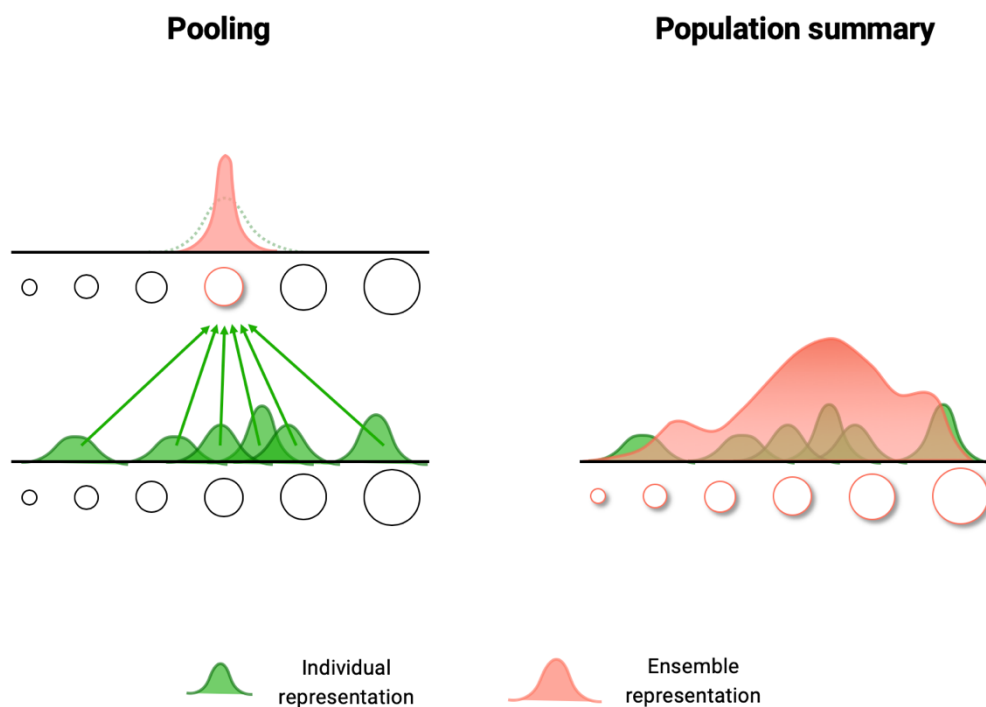 Pooling
Population summary
Individual
representation
Ensemble
representation